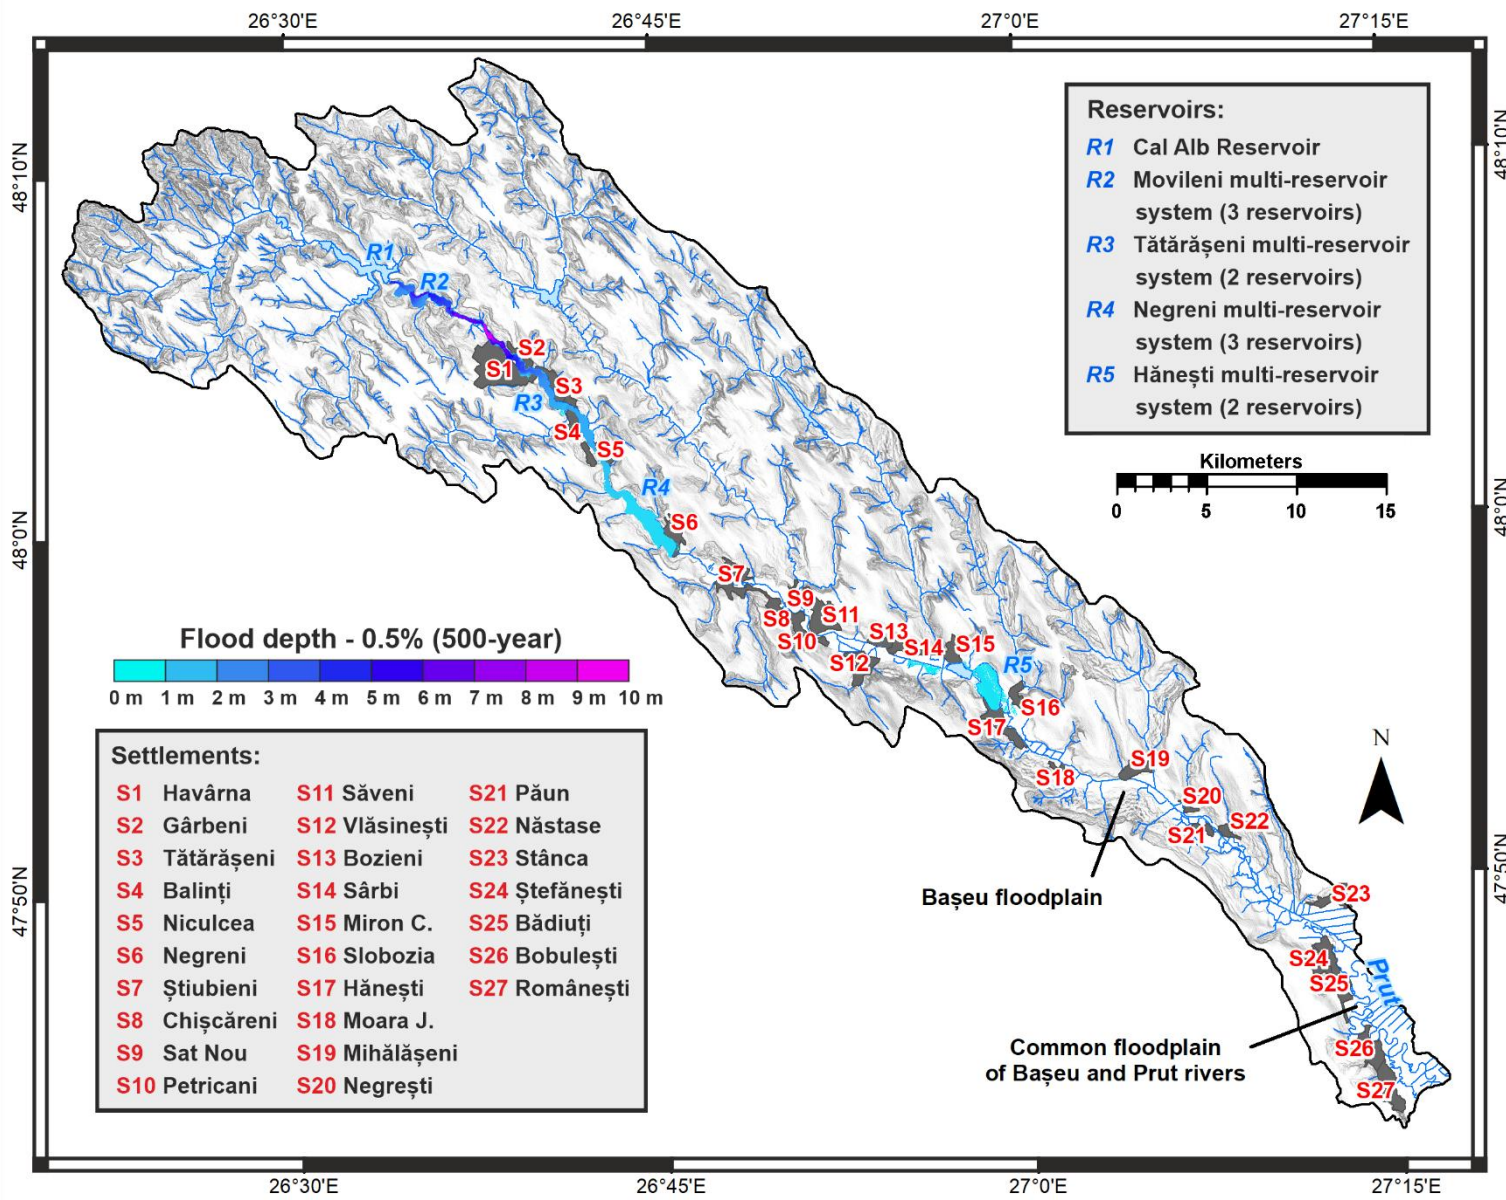 26°30'E 26°45'E 27°0'E 27°15'E
48°10'N
48°0'N
47°50'N
48°10'N
48°0'N
47°50'N
Reservoirs:
R1 Cal Alb Reservoir
R2 Movileni multi-reservoir
system (3 reservoirs)
R3 Tătărășeni multi-reservoir
system (2 reservoirs)
R4 Negreni multi-reservoir
system (3 reservoirs)
R5 Hănești multi-reservoir
system (2 reservoirs)
Kilometers
0 5 10 15
R1
R2
S2
S1
S3
R3
S4
S5
R4
S6
S7
S9
S8
S11
S10
S13
S14
S15
S12
R5
S16
S17
S18
S19
S20
S21
S22
S23
S24
S25
Prut
S26
S27
N
Bașeu floodplain
Common floodplain
of Bașeu and Prut rivers
Flood depth - 0.5% (500-year)
0 m 1 m 2 m 3 m 4 m 5 m 6 m 7 m 8 m 9 m 10 m
Settlements:
S1 Havârna S11 Săveni S21 Păun
S2 Gârbeni S12 Vlăsinești S22 Năstase
S3 Tătărășeni S13 Bozieni S23 Stânca
S4 Balinți S14 Sârbi S24 Ștefănești
S5 Niculcea S15 Miron C. S25 Bădiuți
S6 Negreni S16 Slobozia S26 Bobulești
S7 Știubieni S17 Hănești S27 Românești
S8 Chișcăreni S18 Moara J.
S9 Sat Nou S19 Mihălășeni
S10 Petricani S20 Negrești
26°30'E 26°45'E 27°0'E 27°15'E